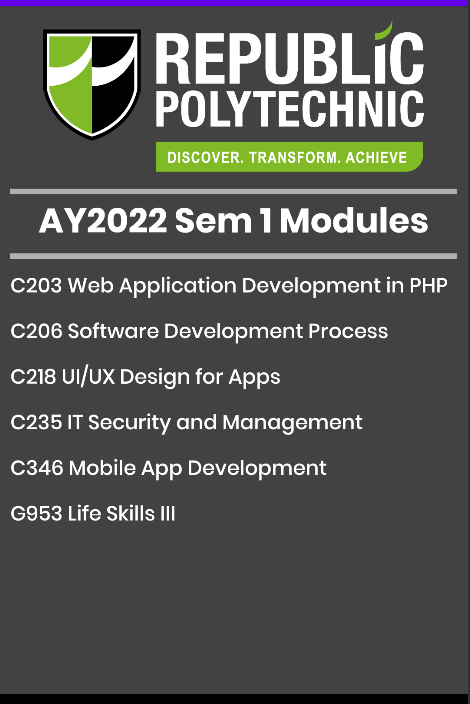 REPUBLIC
POLYTECHNIC
DISCOVER. TRANSFORM. ACHIEVE
AY2022 Sem 1 Modules
C203 Web Application Development in PHP
C206 Software Development Process
C218 UI/UX Design for Apps
C235 IT Security and Management
C346 Mobile App Development
G953 Life Skills III